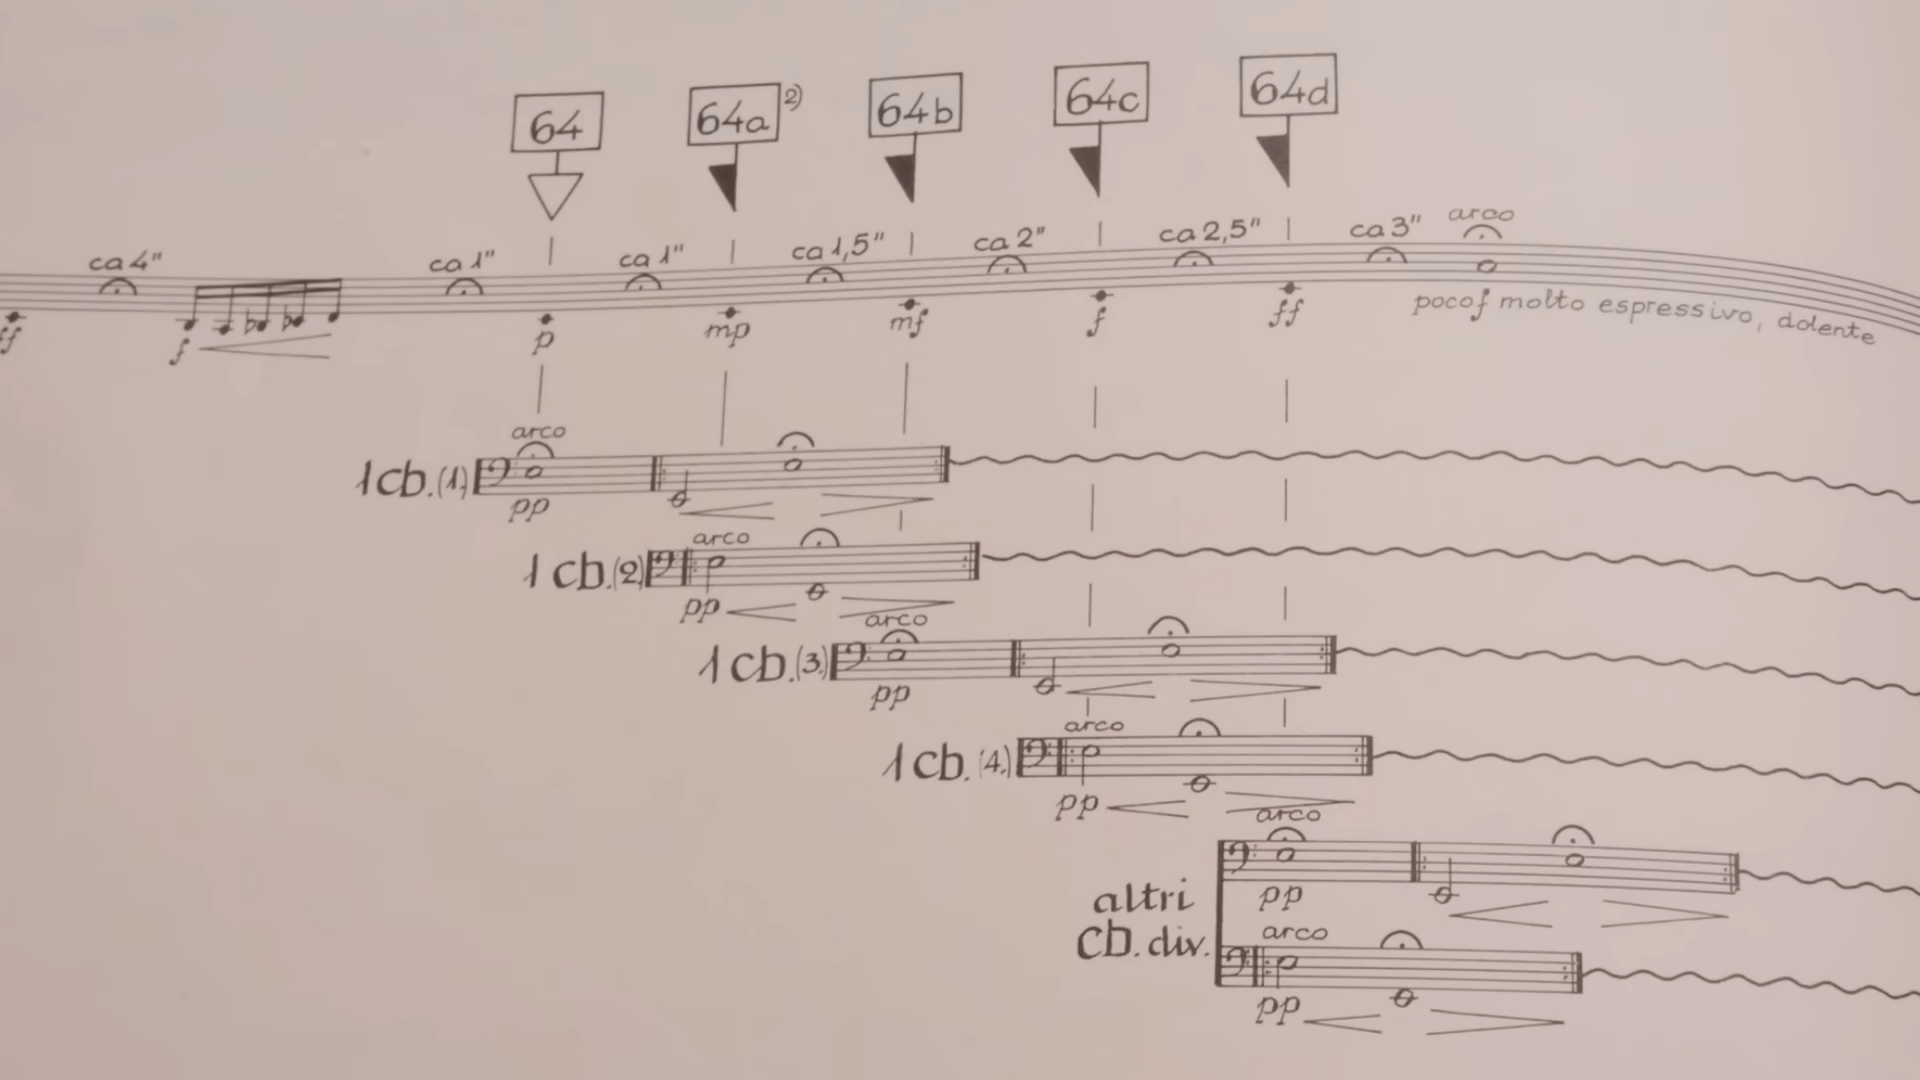 64 64a 2) 64b 64c 64d
ca 4" ca 1" ca 1" ca 1,5" ca 2" ca 2,5" ca 3" arco
ff f p mp mf f ff poco f molto espressivo, dolente
arco
1 cb. (1.)
pp
arco
1 cb. (2.)
pp
arco
1 cb. (3.)
pp
arco
1 cb. (4.)
pp
arco
altri
pp
cb. div.
arco
pp